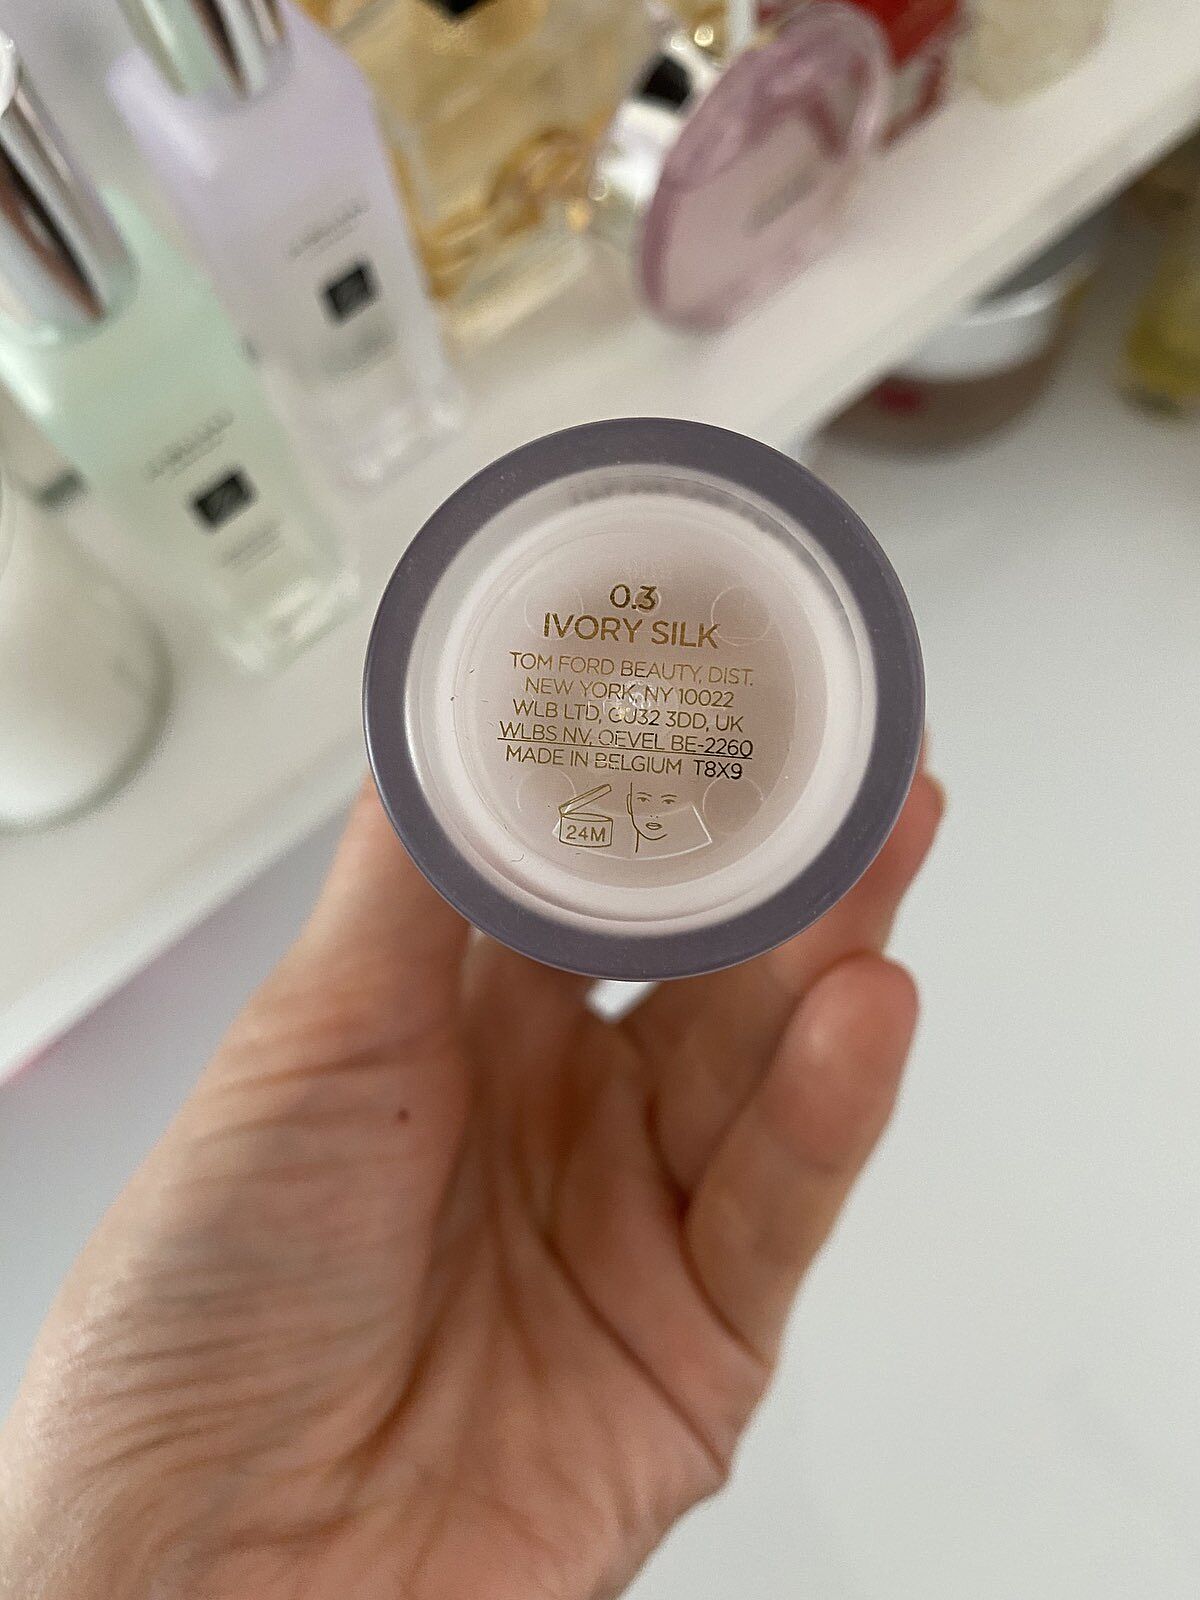 0.3
IVORY SILK
TOM FORD BEAUTY, DIST.
NEW YORK, NY 10022
WLB LTD, GU32 3DD, UK
WLBS NV, OEVEL BE-2260
MADE IN BELGIUM T8X9
24M